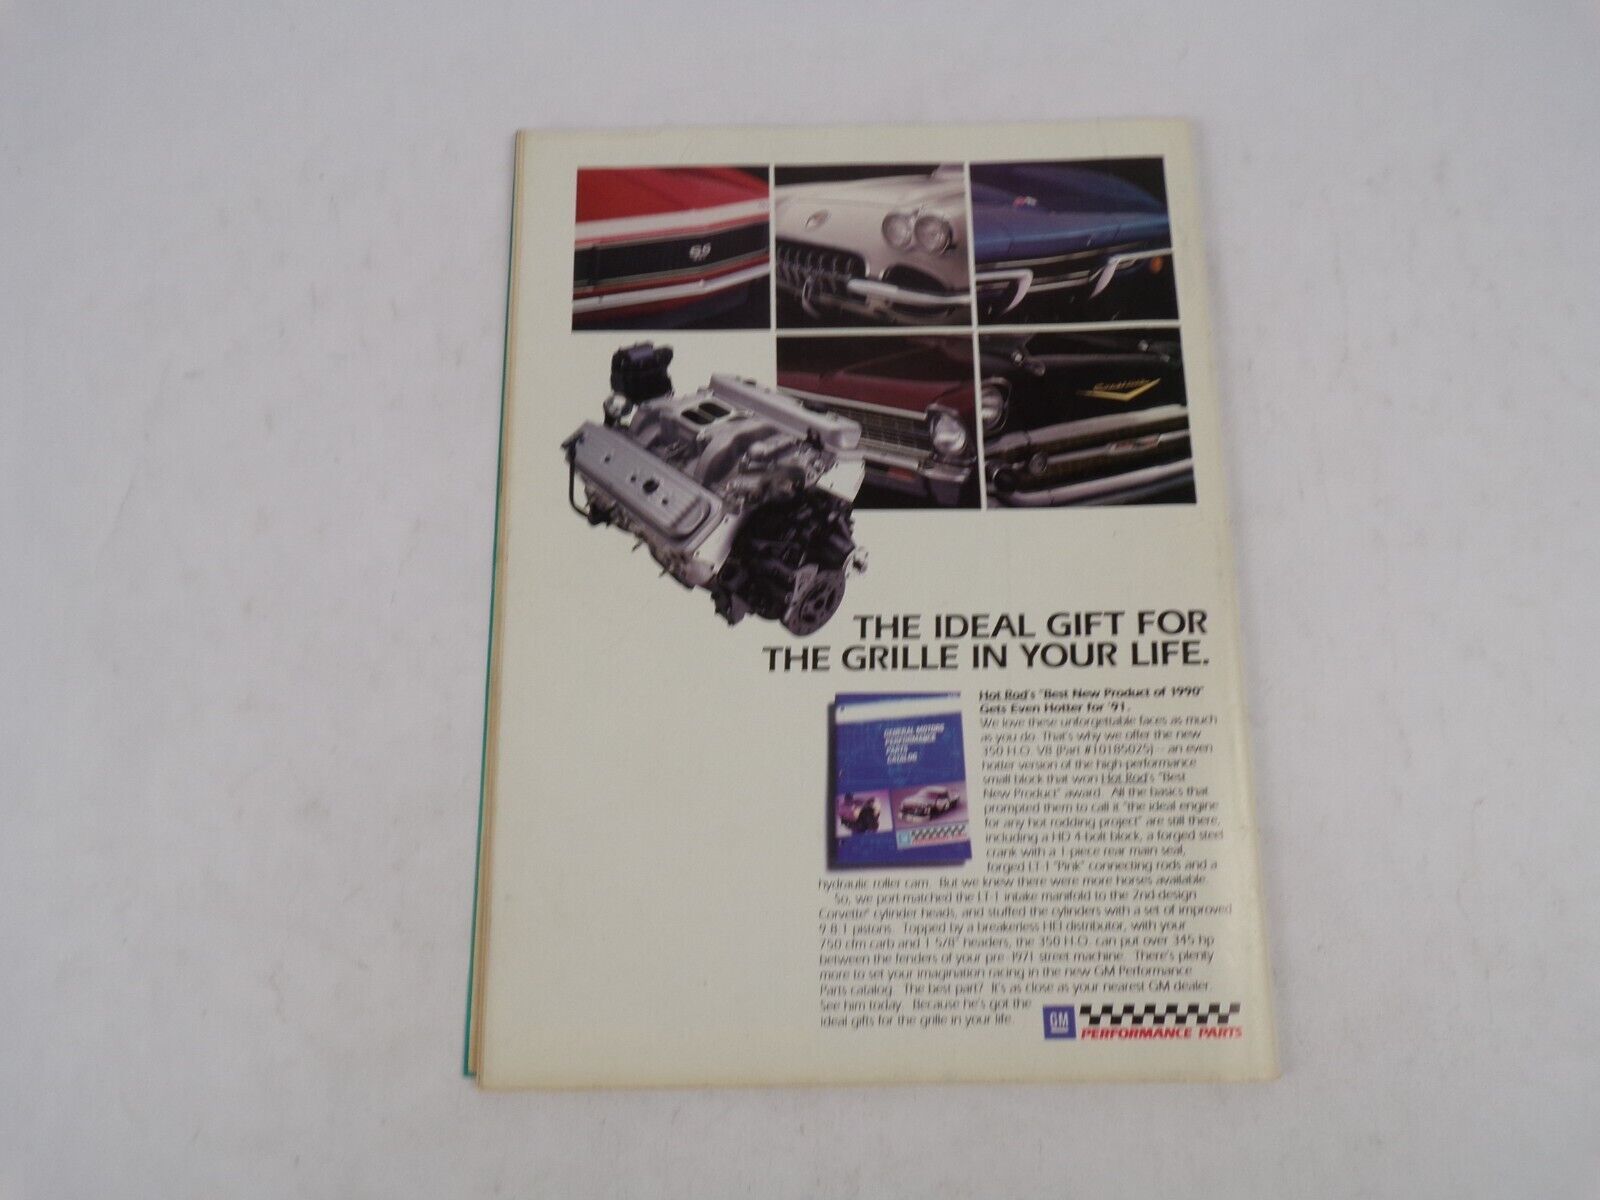 SS
THE IDEAL GIFT FOR
THE GRILLE IN YOUR LIFE.
GENERAL MOTORS
PERFORMANCE
PARTS
CATALOG
Hot Rod's "Best New Product of 1990"
Gets Even Hotter for '91.
We love these unforgettable faces as much
as you do. That's why we offer the new
350 H.O. V8 (Part #10185025) — an even
hotter version of the high-performance
small block that won Hot Rod's "Best
New Product" award. All the basics that
prompted them to call it "the ideal engine
for any hot rodding project" are still there,
including a HD 4-bolt block, a forged steel
crank with a 1-piece rear main seal,
forged LT-1 "Pink" connecting rods and a
hydraulic roller cam. But we knew there were more horses available.
So, we port-matched the LT-1 intake manifold to the 2nd-design
Corvette® cylinder heads, and stuffed the cylinders with a set of improved
9.8:1 pistons. Topped by a breakerless HEI distributor, with your
750 cfm carb and 1 5/8" headers, the 350 H.O. can put over 345 hp
between the fenders of your pre-1971 street machine. There's plenty
more to set your imagination racing in the new GM Performance
Parts catalog. The best part? It's as close as your nearest GM dealer.
See him today. Because he's got the
ideal gifts for the grille in your life.
GM
PERFORMANCE PARTS